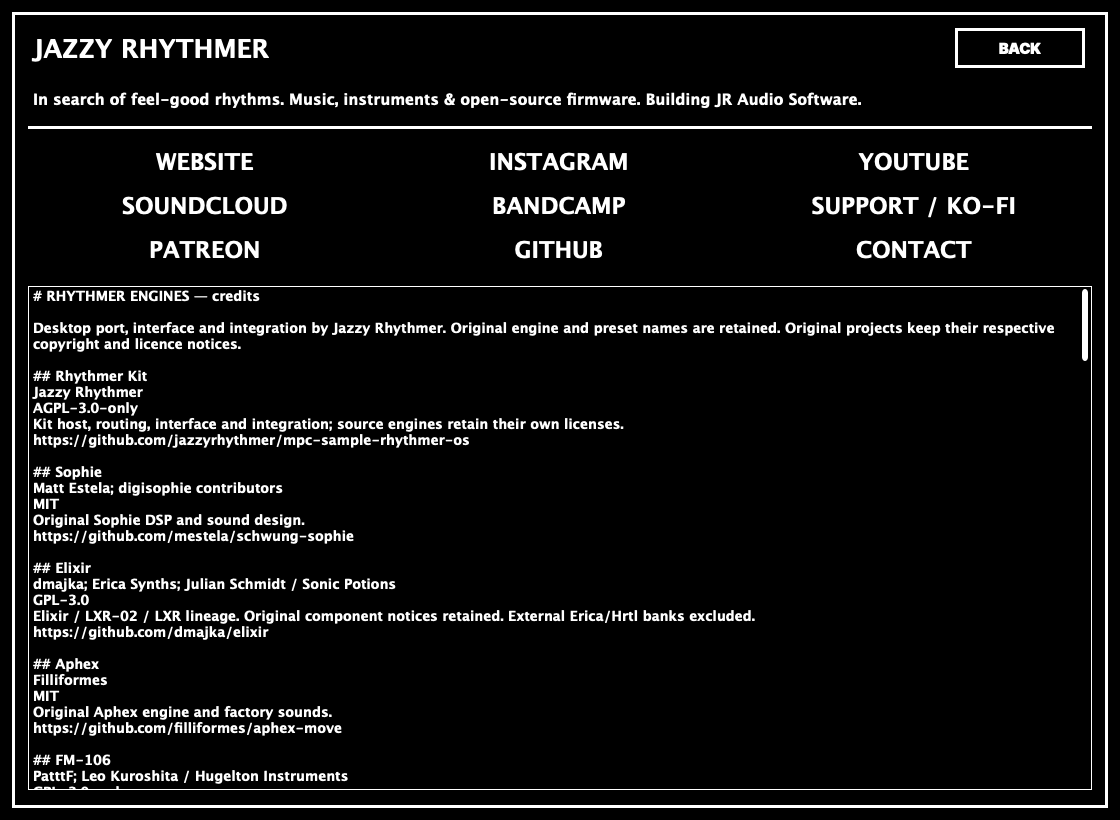 JAZZY RHYTHMER
BACK
In search of feel-good rhythms. Music, instruments & open-source firmware. Building JR Audio Software.
WEBSITE
INSTAGRAM
YOUTUBE
SOUNDCLOUD
BANDCAMP
SUPPORT / KO-FI
PATREON
GITHUB
CONTACT
# RHYTHMER ENGINES — credits
Desktop port, interface and integration by Jazzy Rhythmer. Original engine and preset names are retained. Original projects keep their respective
copyright and licence notices.
## Rhythmer Kit
Jazzy Rhythmer
AGPL-3.0-only
Kit host, routing, interface and integration; source engines retain their own licenses.
https://github.com/jazzyrhythmer/mpc-sample-rhythmer-os
## Sophie
Matt Estela; digisophie contributors
MIT
Original Sophie DSP and sound design.
https://github.com/mestela/schwung-sophie
## Elixir
dmajka; Erica Synths; Julian Schmidt / Sonic Potions
GPL-3.0
Elixir / LXR-02 / LXR lineage. Original component notices retained. External Erica/Hrtl banks excluded.
https://github.com/dmajka/elixir
## Aphex
Filliformes
MIT
Original Aphex engine and factory sounds.
https://github.com/filliformes/aphex-move
## FM-106
PatttF; Leo Kuroshita / Hugelton Instruments